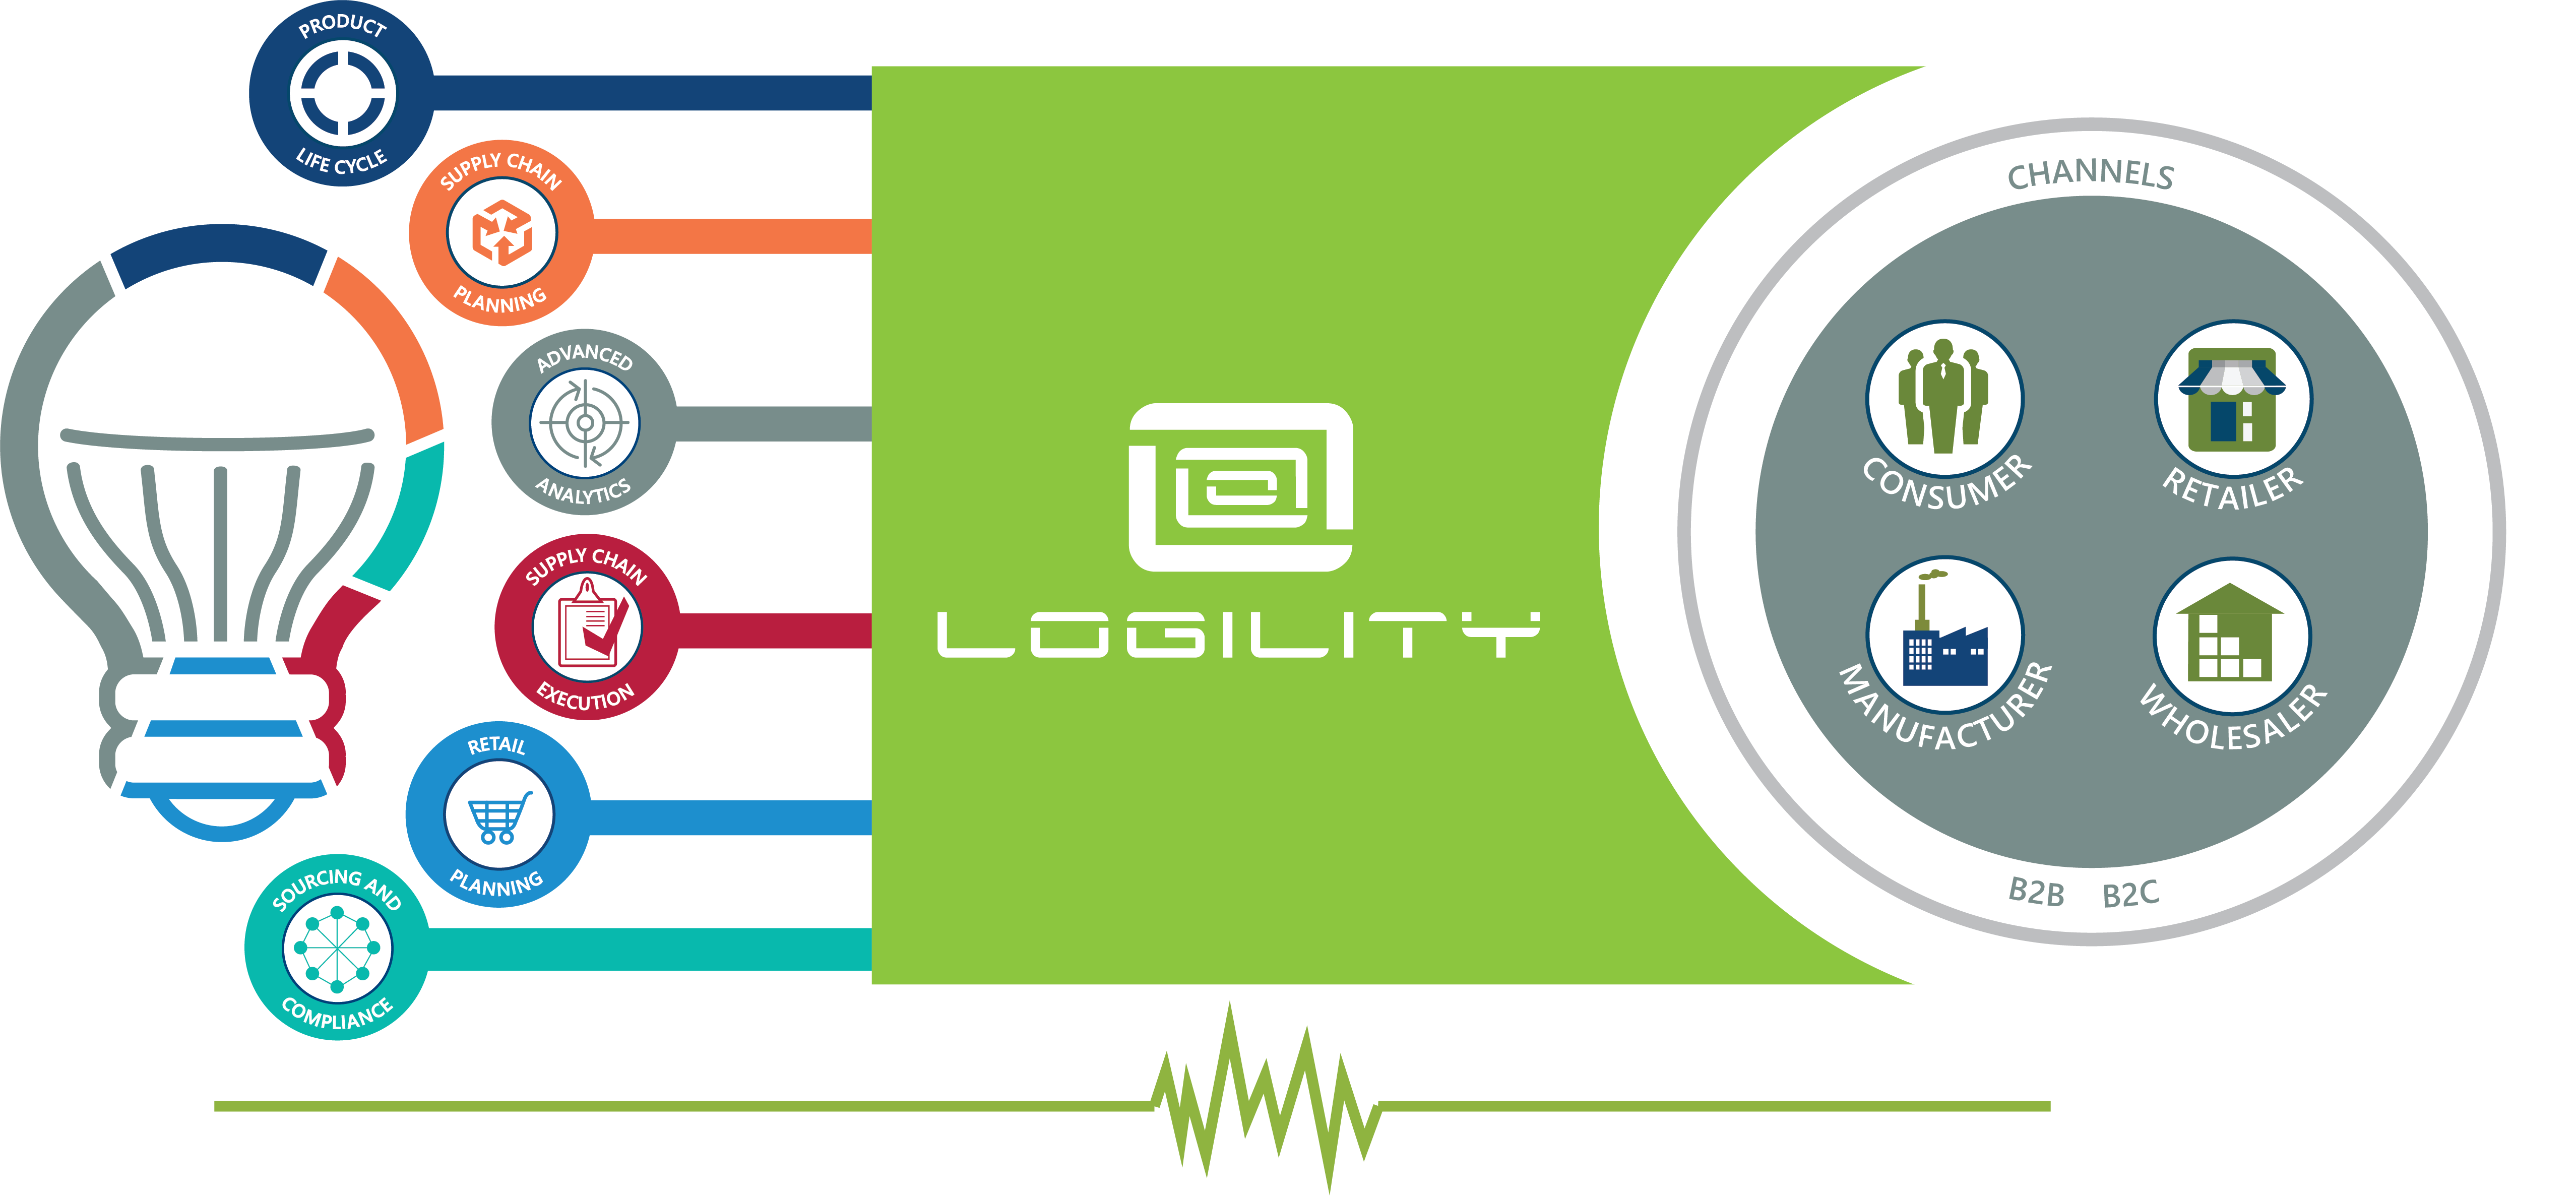 PRODUCT
LIFE CYCLE
SUPPLY CHAIN
PLANNING
ADVANCED
ANALYTICS
SUPPLY CHAIN
EXECUTION
RETAIL
PLANNING
SOURCING AND
COMPLIANCE
LOGILITY
CHANNELS
CONSUMER
RETAILER
MANUFACTURER
WHOLESALER
B2B B2C